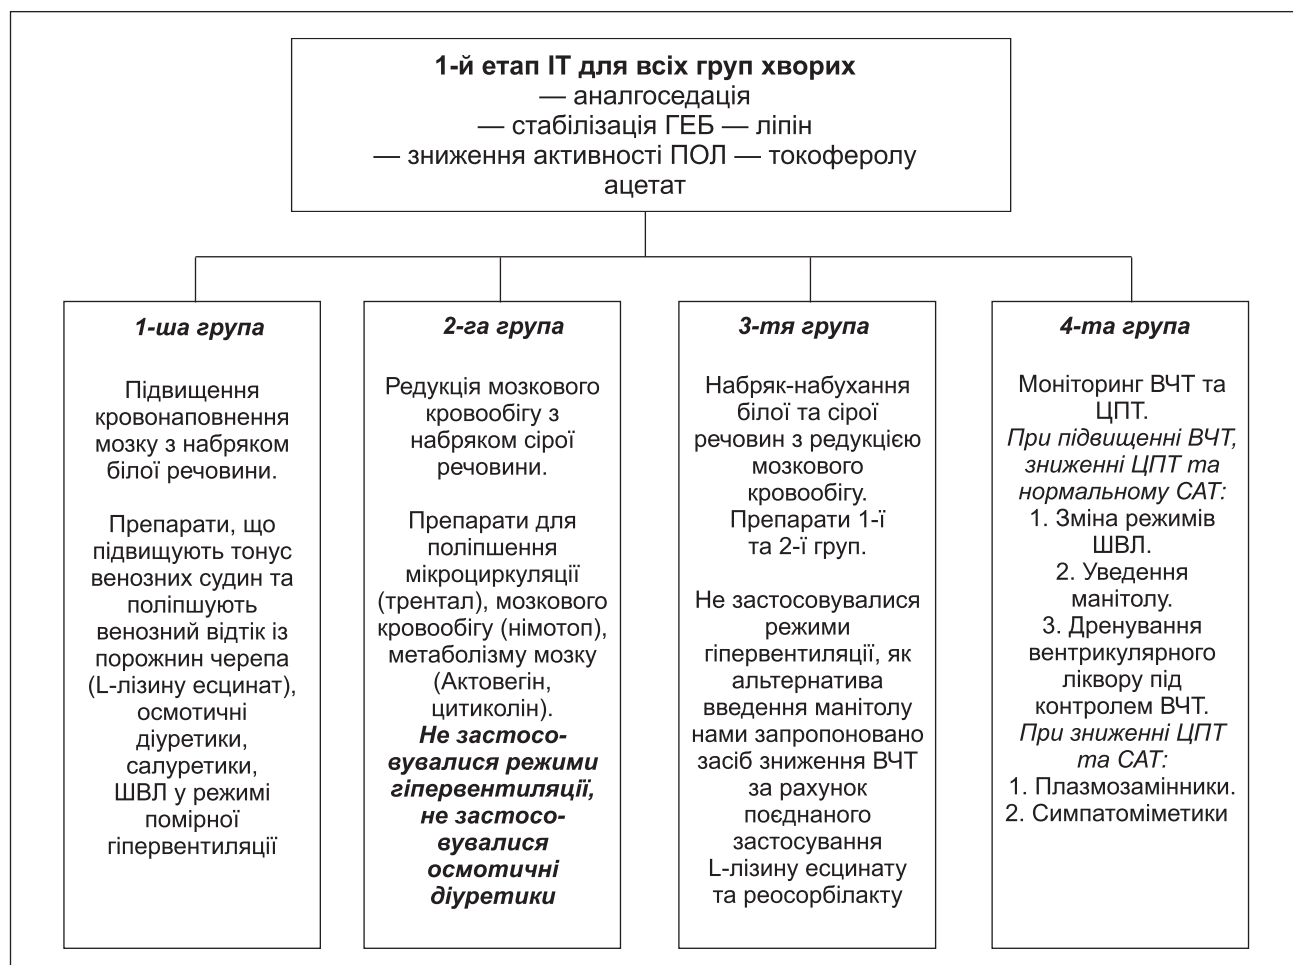 1-й етап ІТ для всіх груп хворих
— аналгоседація
— стабілізація ГЕБ — ліпін
— зниження активності ПОЛ — токоферолу
ацетат
1-ша група
Підвищення
кровонаповнення
мозку з набряком
білої речовини.
Препарати, що
підвищують тонус
венозних судин та
поліпшують
венозний відтік із
порожнин черепа
(L-лізину есцинат),
осмотичні
діуретики,
салуретики,
ШВЛ у режимі
помірної
гіпервентиляції
2-га група
Редукція мозкового
кровообігу з
набряком сірої
речовини.
Препарати для
поліпшення
мікроциркуляції
(трентал), мозкового
кровообігу (німотоп),
метаболізму мозку
(Актовегін,
цитиколін).
Не застосо-
вувалися режими
гіпервентиляції,
не застосо-
вувалися
осмотичні
діуретики
3-тя група
Набряк-набухання
білої та сірої
речовин з редукцією
мозкового
кровообігу.
Препарати 1-ї
та 2-ї груп.
Не застосовувалися
режими
гіпервентиляції, як
альтернатива
введення манітолу
нами запропоновано
засіб зниження ВЧТ
за рахунок
поєднаного
застосування
L-лізину есцинату
та реосорбілакту
4-та група
Моніторинг ВЧТ та
ЦПТ.
При підвищенні ВЧТ,
зниженні ЦПТ та
нормальному САТ:
1. Зміна режимів
ШВЛ.
2. Уведення
манітолу.
3. Дренування
вентрикулярного
ліквору під
контролем ВЧТ.
При зниженні ЦПТ
та САТ:
1. Плазмозамінники.
2. Симпатоміметики